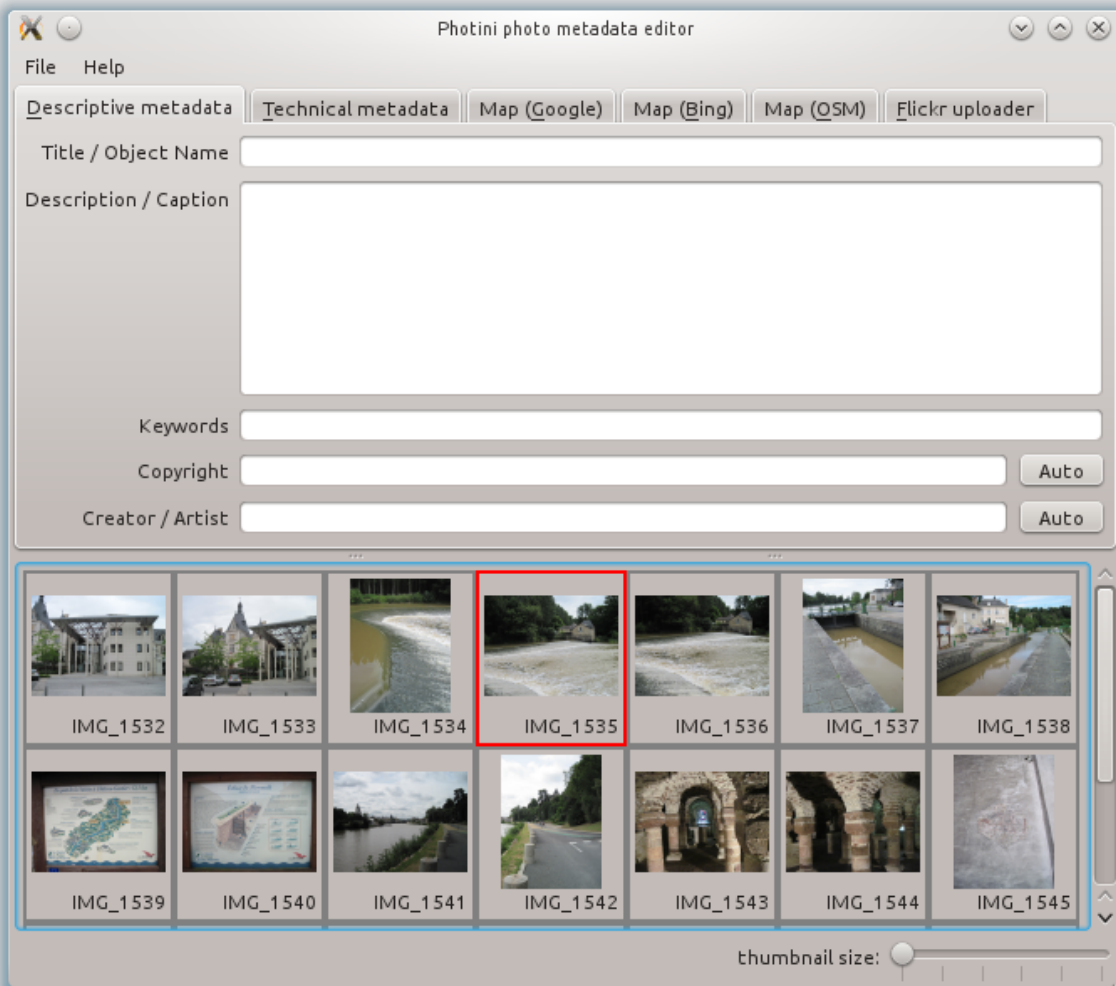 Photini photo metadata editor
File Help
Descriptive metadata Technical metadata Map (Google) Map (Bing) Map (OSM) Flickr uploader
Title / Object Name
Description / Caption
Keywords
Copyright Auto
Creator / Artist Auto
IMG_1532 IMG_1533 IMG_1534 IMG_1535 IMG_1536 IMG_1537 IMG_1538
IMG_1539 IMG_1540 IMG_1541 IMG_1542 IMG_1543 IMG_1544 IMG_1545
thumbnail size: